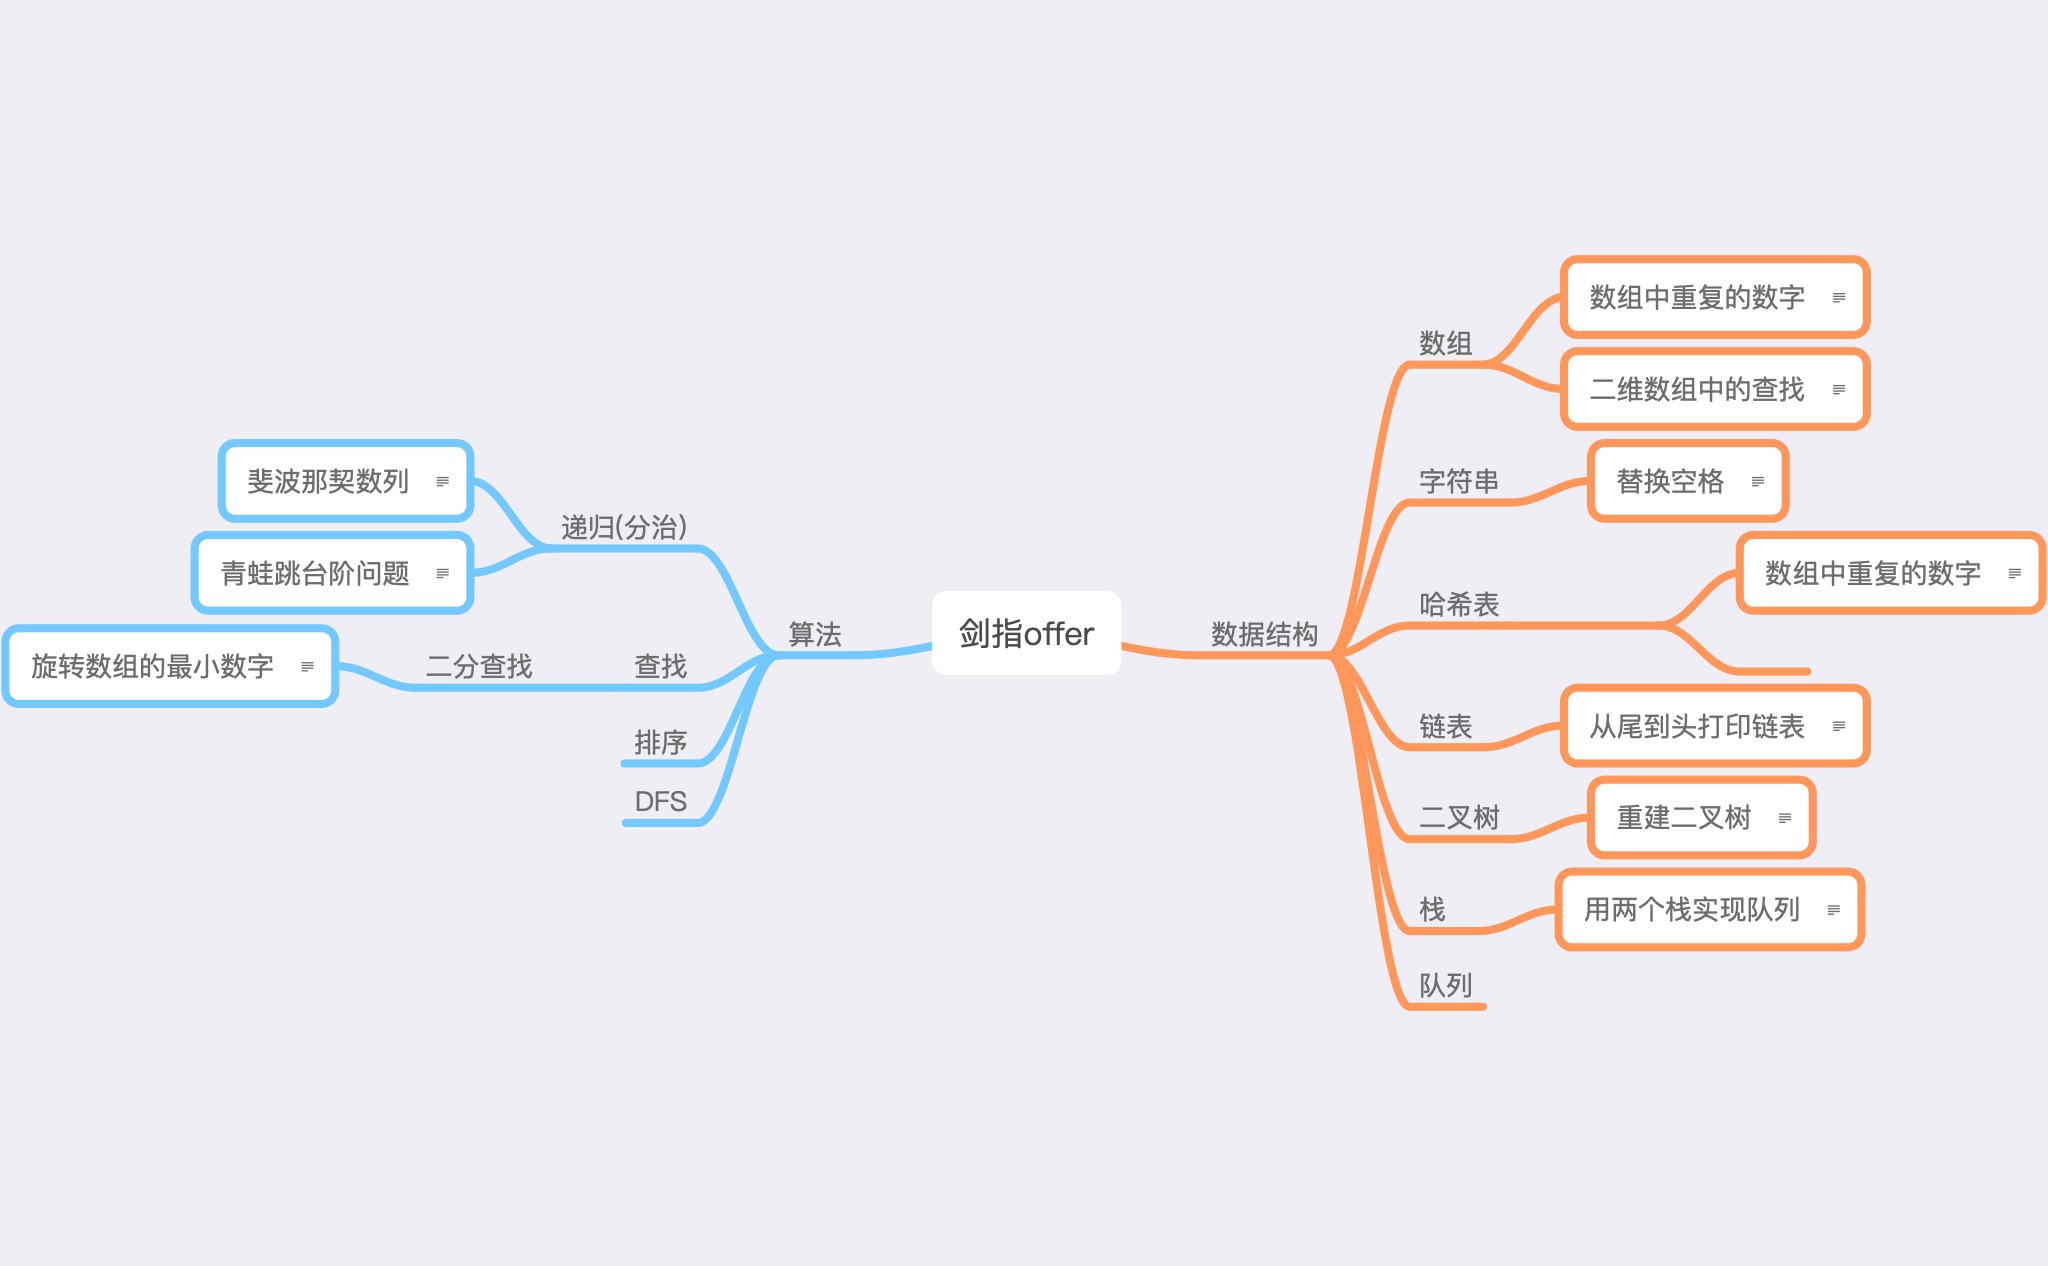 剑指offer
算法
递归(分治)
斐波那契数列
青蛙跳台阶问题
查找
二分查找
旋转数组的最小数字
排序
DFS
数据结构
数组
数组中重复的数字
二维数组中的查找
字符串
替换空格
哈希表
数组中重复的数字
链表
从尾到头打印链表
二叉树
重建二叉树
栈
用两个栈实现队列
队列